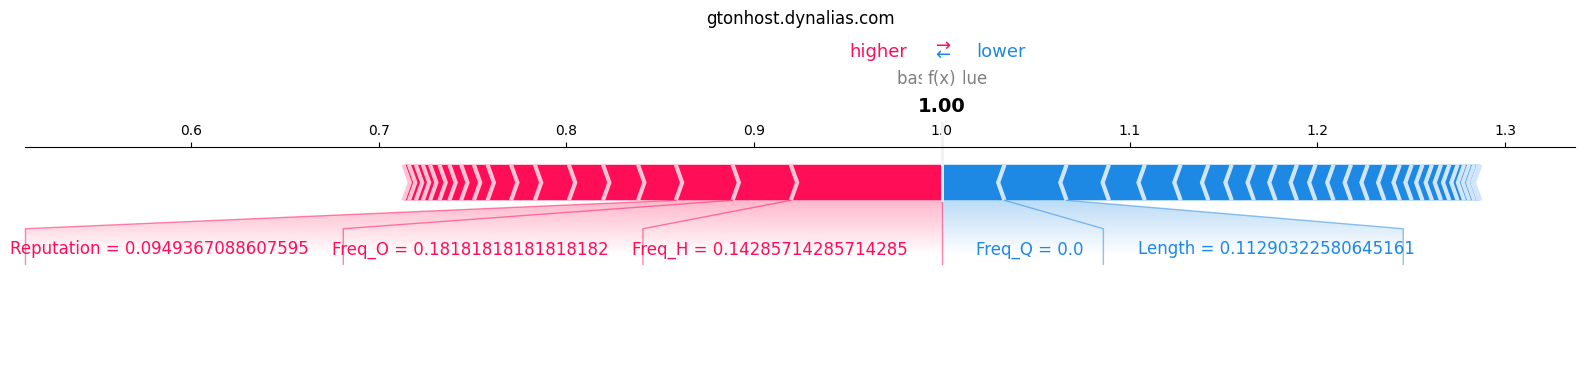 gtonhost.dynalias.com
higher → ← lower
f(x)
1.00
0.6 0.7 0.8 0.9 1.0 1.1 1.2 1.3
Reputation = 0.0949367088607595 Freq_O = 0.18181818181818182 Freq_H = 0.14285714285714285 Freq_Q = 0.0 Length = 0.11290322580645161